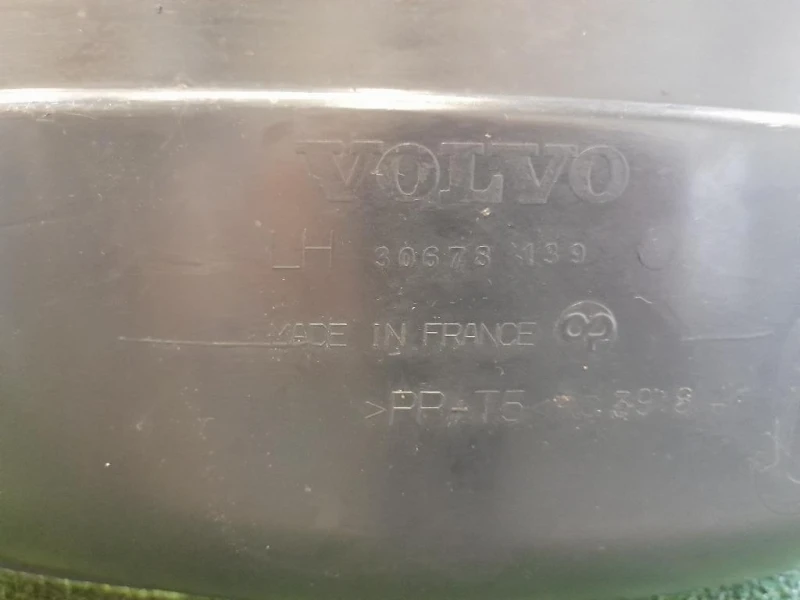 VOLVO
LH 30678 139
MADE IN FRANCE
>PP-T5<